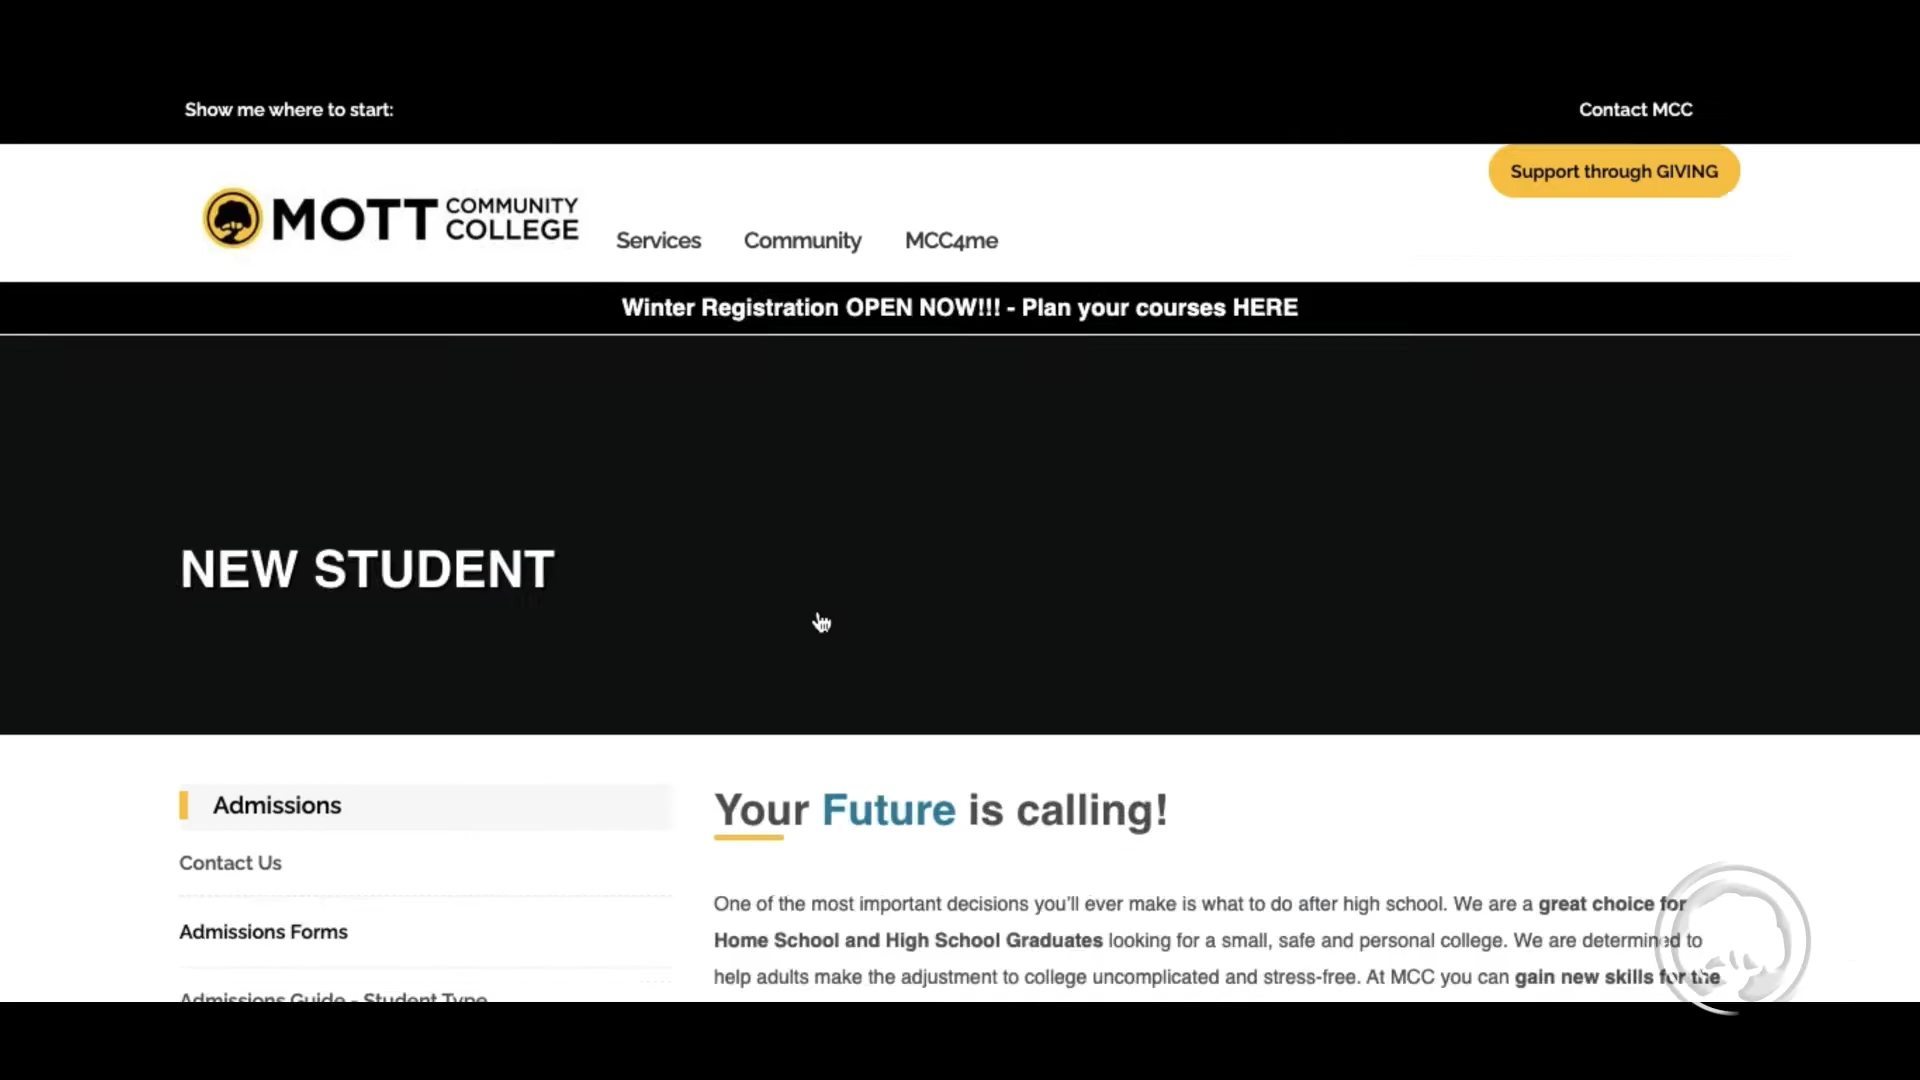 Show me where to start:
Contact MCC
Support through GIVING
MOTT COMMUNITY COLLEGE
Services
Community
MCC4me
Winter Registration OPEN NOW!!! - Plan your courses HERE
NEW STUDENT
Admissions
Contact Us
Admissions Forms
Admissions Guide - Student Type
Your Future is calling!
One of the most important decisions you'll ever make is what to do after high school. We are a great choice for
Home School and High School Graduates looking for a small, safe and personal college. We are determined to
help adults make the adjustment to college uncomplicated and stress-free. At MCC you can gain new skills for the